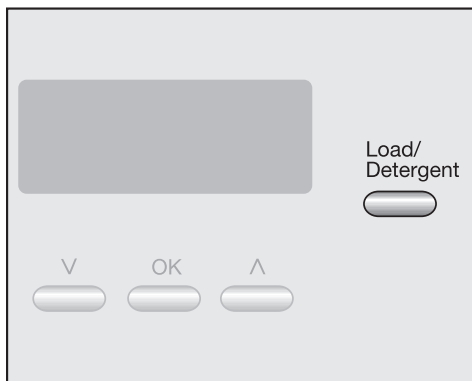 Load/
Detergent
V OK Λ